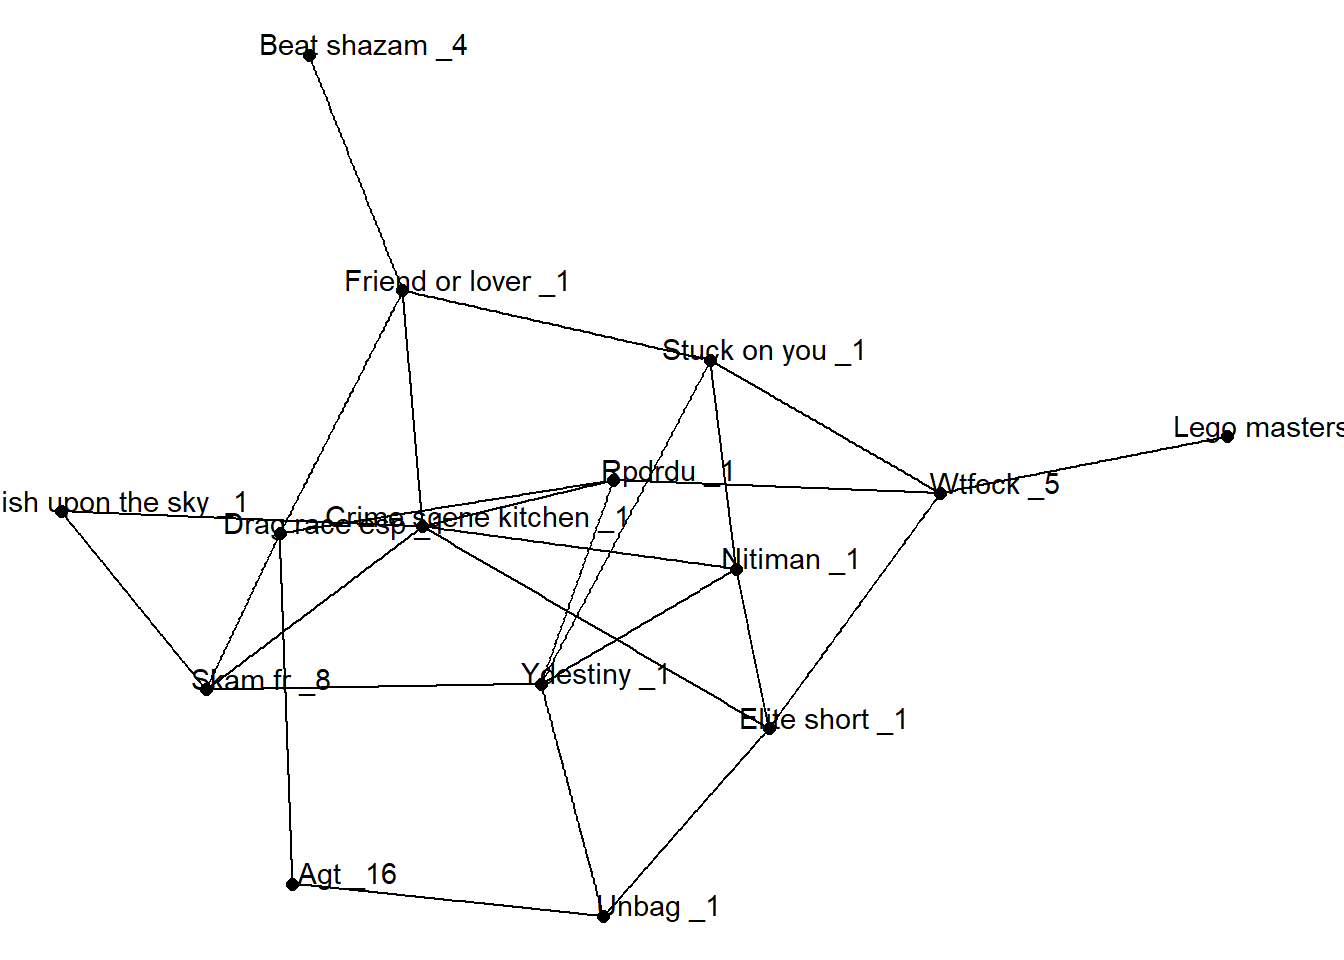 Beat shazam _4
Friend or lover _1
Stuck on you _1
Lego masters
Rpdrdu _1
Wtfock _5
ish upon the sky _1
Crime scene kitchen _1
Drag race esp _1
Nitiman _1
Skam fr _8
Ydestiny _1
Elite short _1
Agt _16
Unbag _1